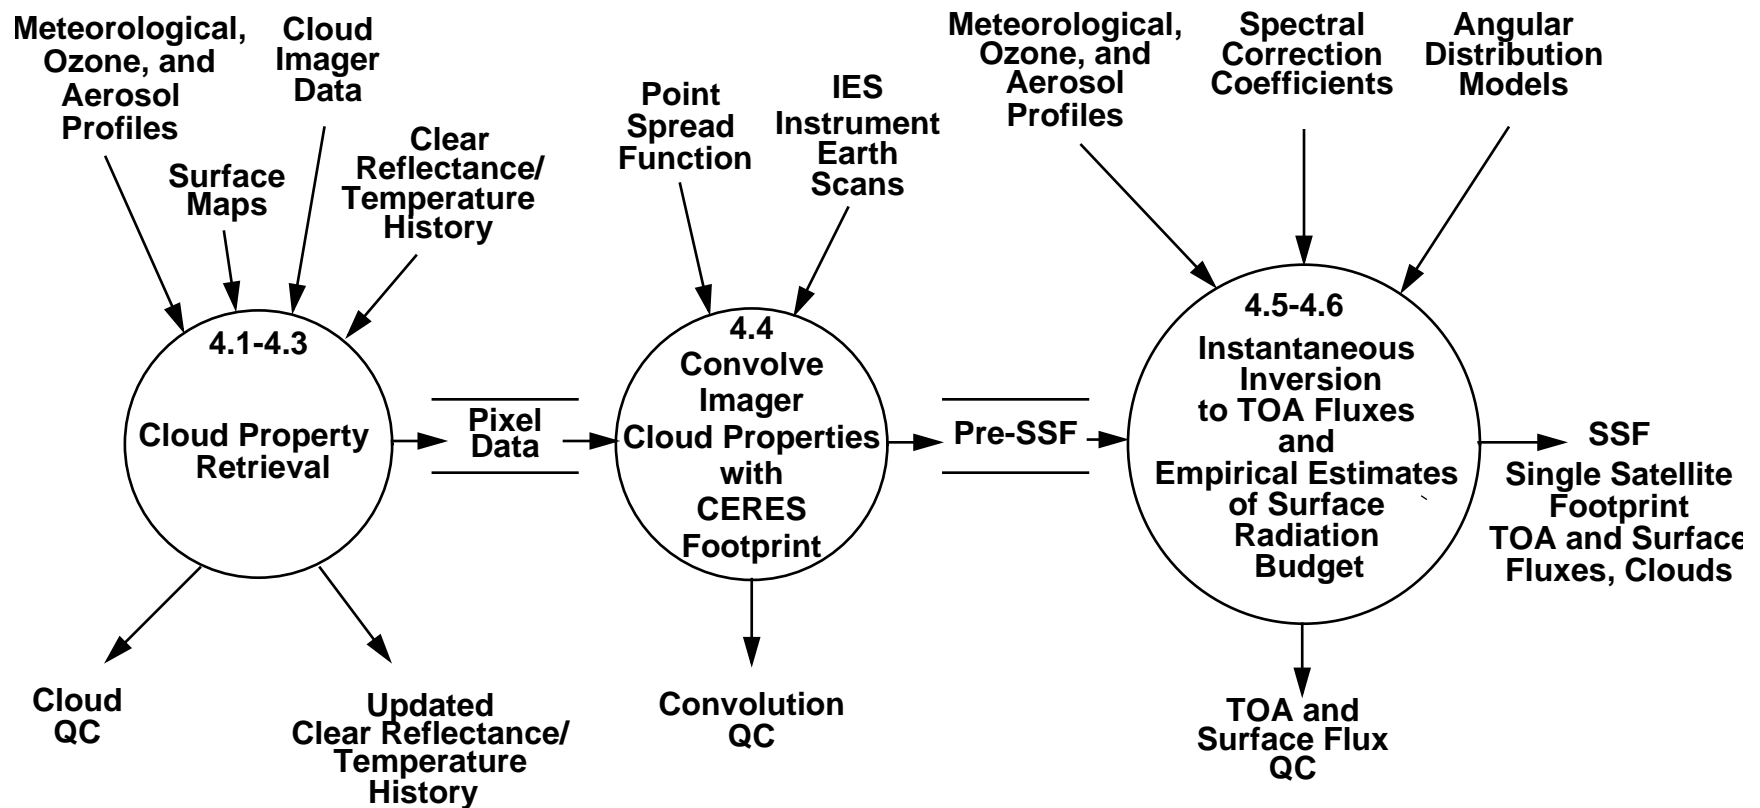 Meteorological,
Ozone, and
Aerosol
Profiles
Cloud
Imager
Data
Surface
Maps
Clear
Reflectance/
Temperature
History
Point
Spread
Function
IES
Instrument
Earth
Scans
Meteorological,
Ozone, and
Aerosol
Profiles
Spectral
Correction
Coefficients
Angular
Distribution
Models
4.1-4.3
Cloud Property
Retrieval
Pixel
Data
4.4
Convolve
Imager
Cloud Properties
with
CERES
Footprint
Pre-SSF
4.5-4.6
Instantaneous
Inversion
to TOA Fluxes
and
Empirical Estimates
of Surface
Radiation
Budget
SSF
Single Satellite
Footprint
TOA and Surface
Fluxes, Clouds
Cloud
QC
Updated
Clear Reflectance/
Temperature
History
Convolution
QC
TOA and
Surface Flux
QC